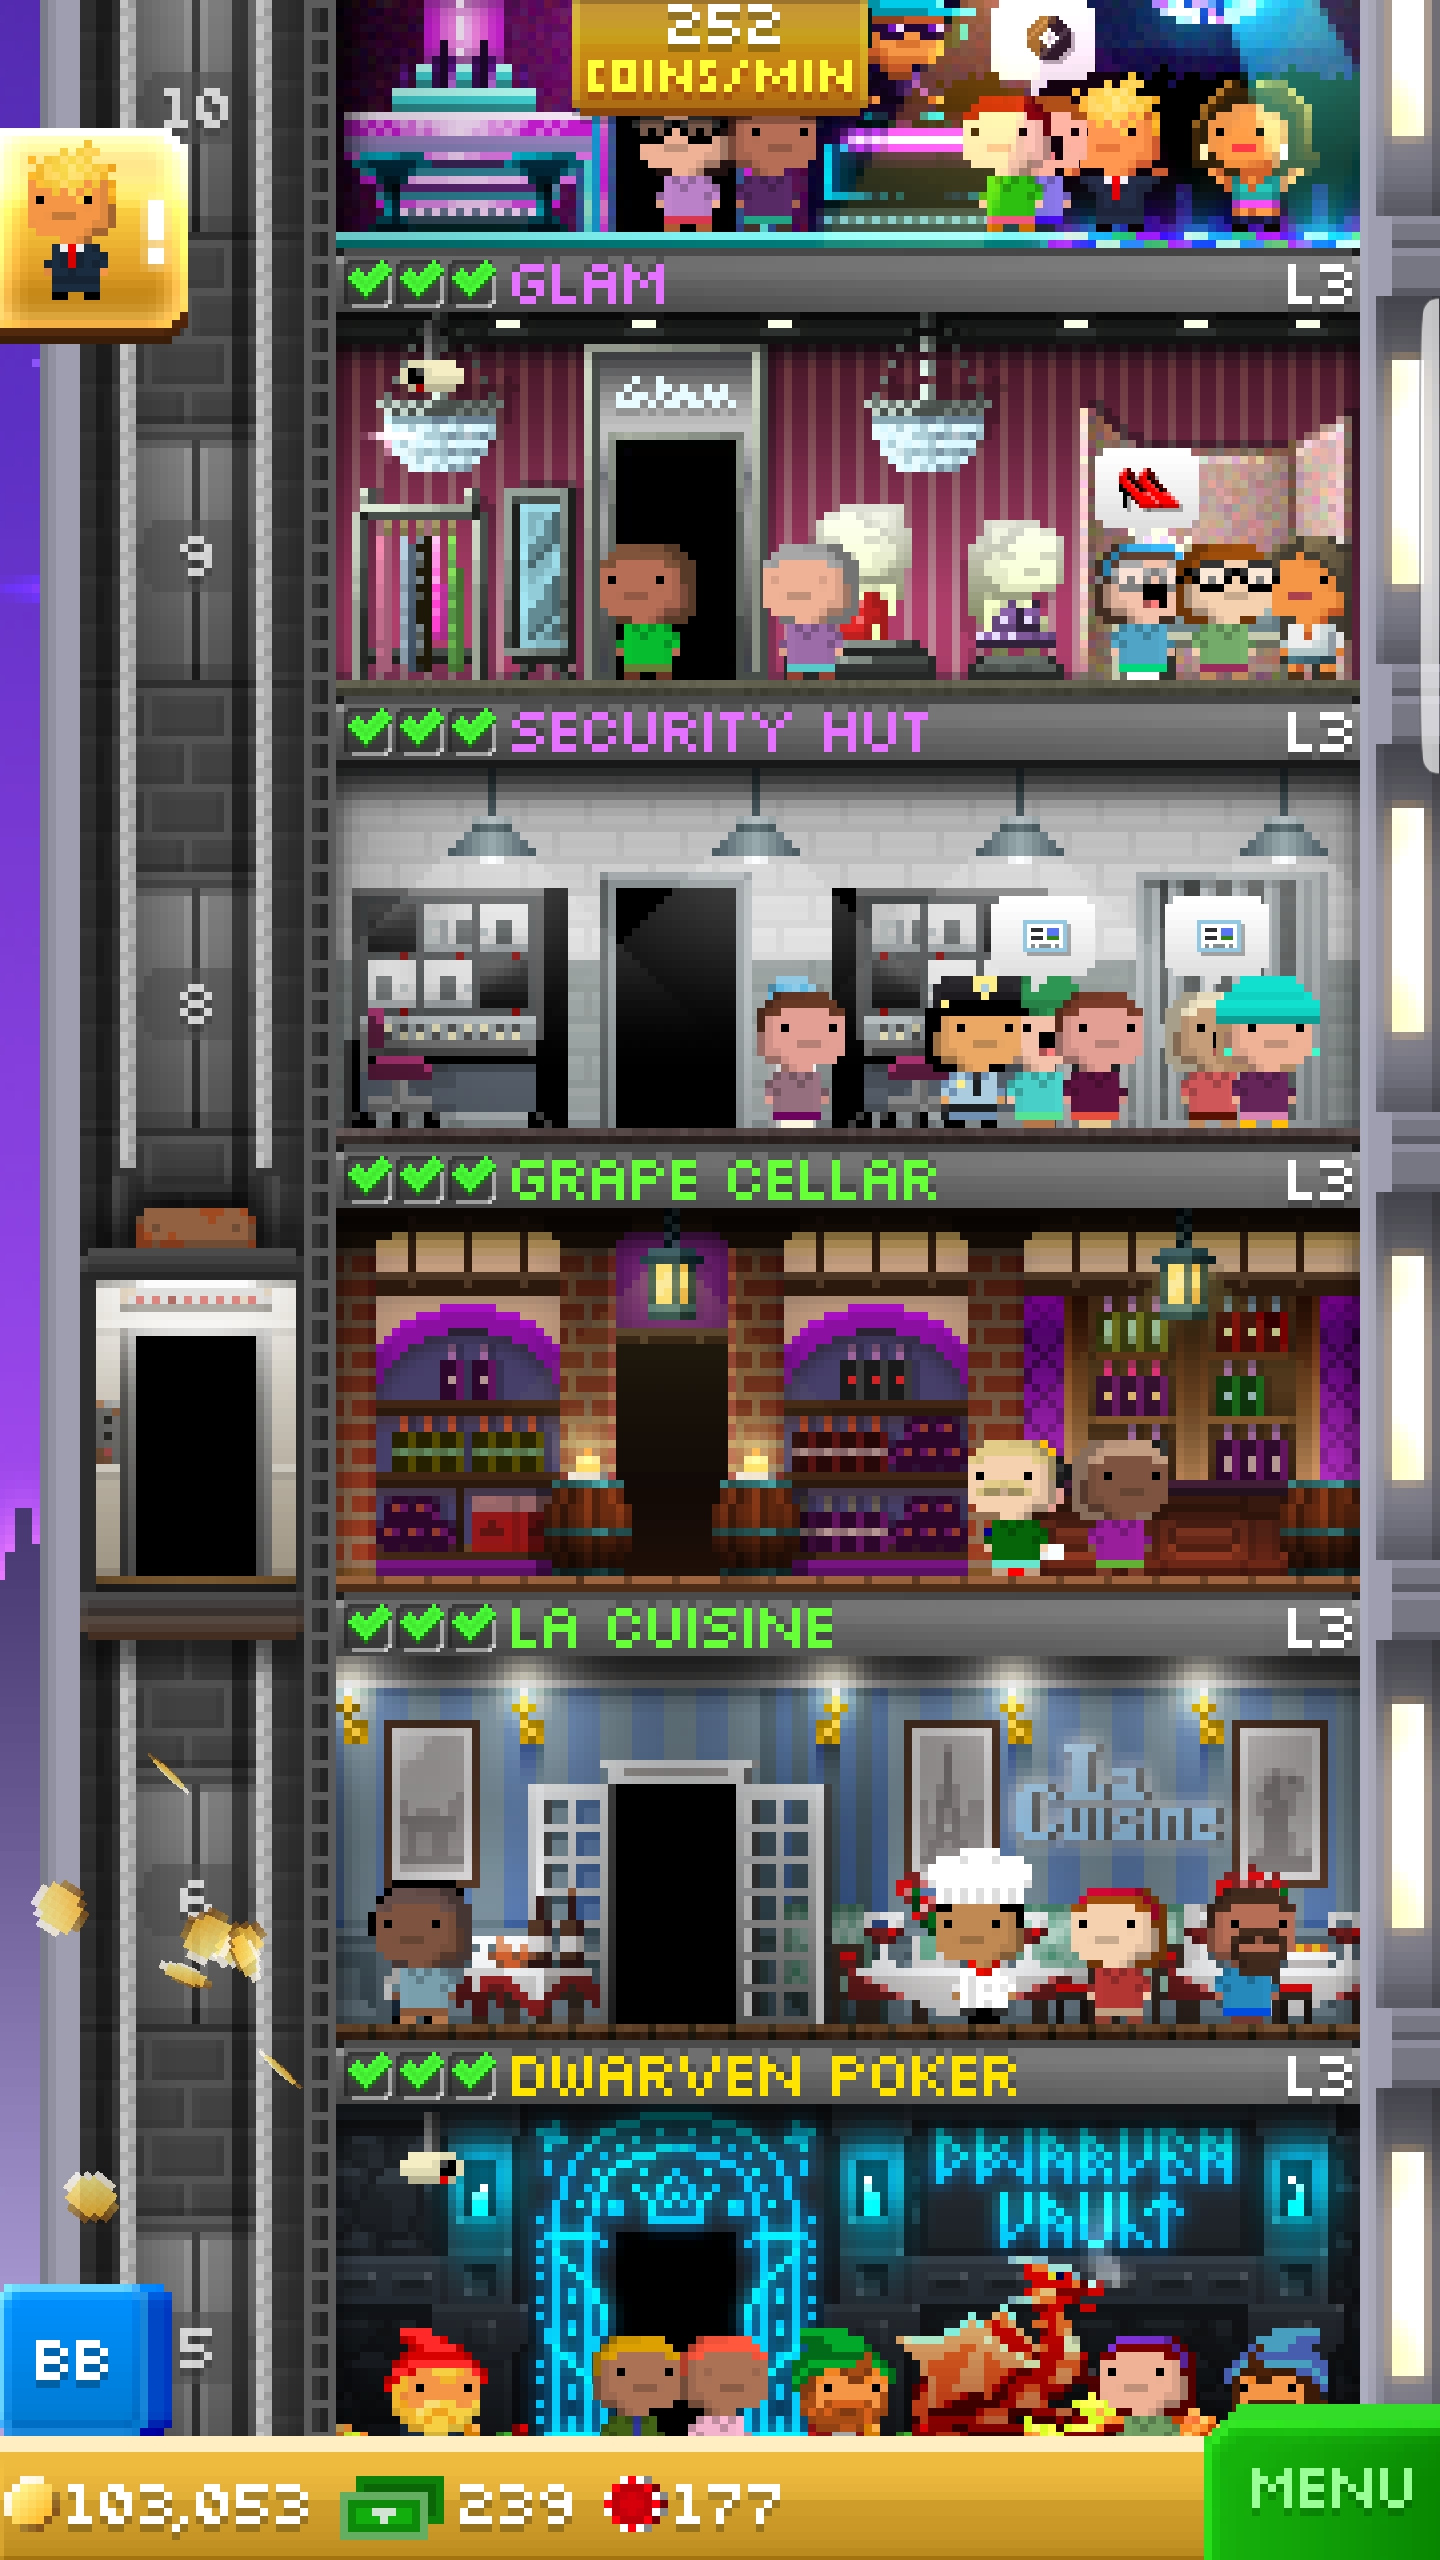 252
COINS/MIN
10
!
GLAM L3
Glam
9
SECURITY HUT L3
8
GRAPE CELLAR L3
LA CUISINE L3
La
Cuisine
6
DWARVEN POKER L3
DWARVEN
VAULT
BB
5
103,053 239 177
MENU